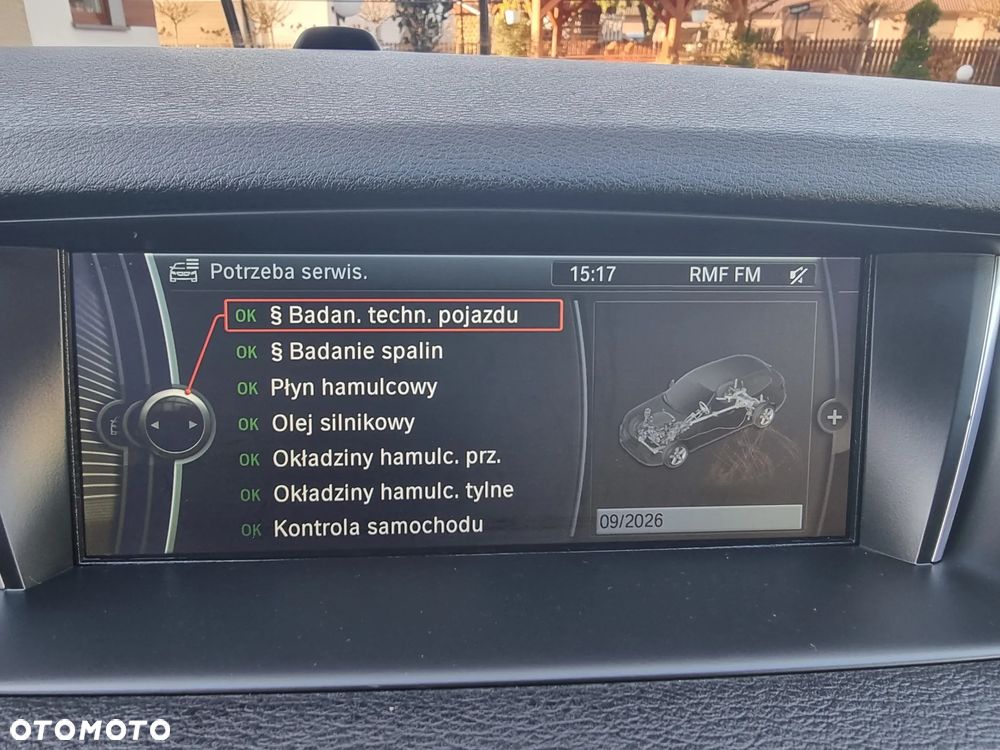 Potrzeba serwis.
15:17 RMF FM
OK § Badan. techn. pojazdu
OK § Badanie spalin
OK Płyn hamulcowy
OK Olej silnikowy
OK Okładziny hamulc. prz.
OK Okładziny hamulc. tylne
OK Kontrola samochodu
09/2026
OTOMOTO